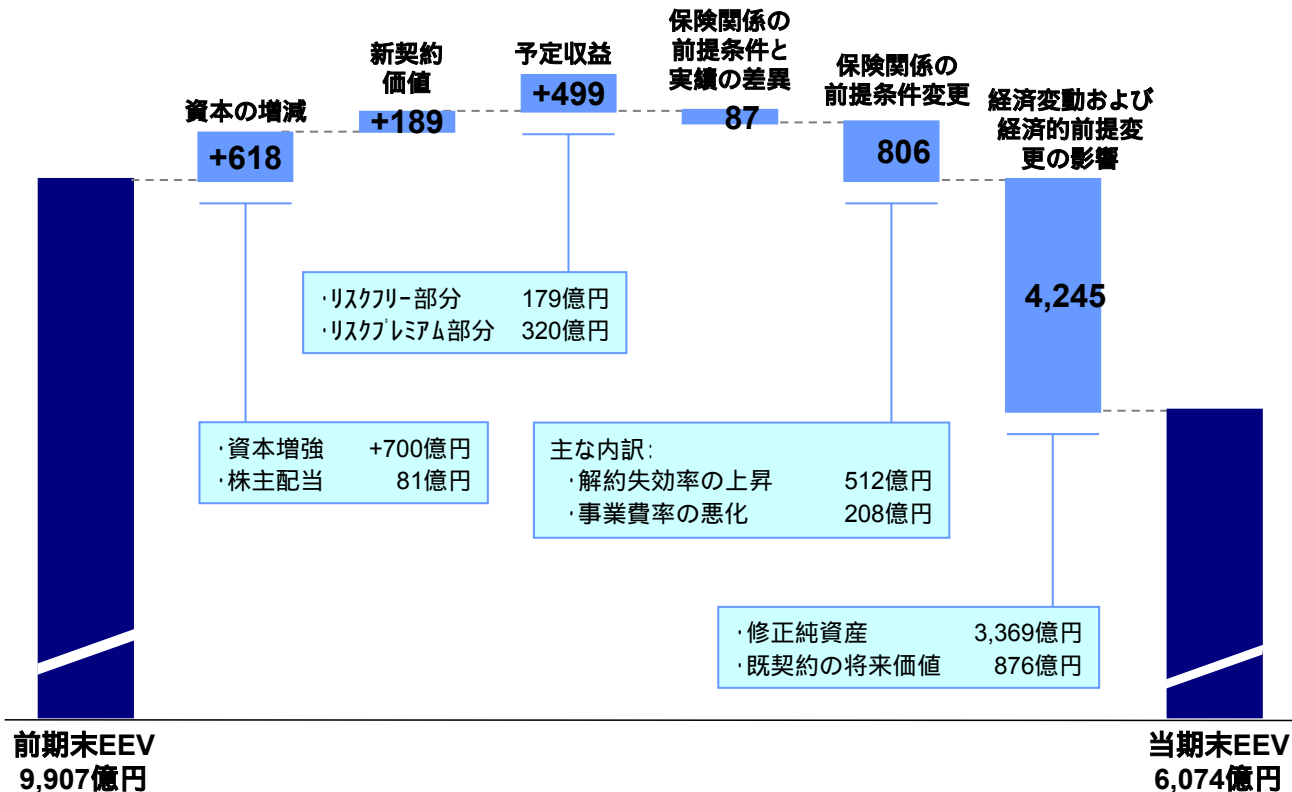 資本の増減
+618
新契約
価値
+189
予定収益
+499
保険関係の
前提条件と
実績の差異
87
保険関係の
前提条件変更
806
経済変動および
経済的前提変
更の影響
4,245
･ﾘｽｸﾌﾘｰ部分 179億円
･ﾘｽｸﾌﾟﾚﾐｱﾑ部分 320億円
･資本増強 +700億円
･株主配当 81億円
主な内訳:
･解約失効率の上昇 512億円
･事業費率の悪化 208億円
･修正純資産 3,369億円
･既契約の将来価値 876億円
前期末EEV
9,907億円
当期末EEV
6,074億円